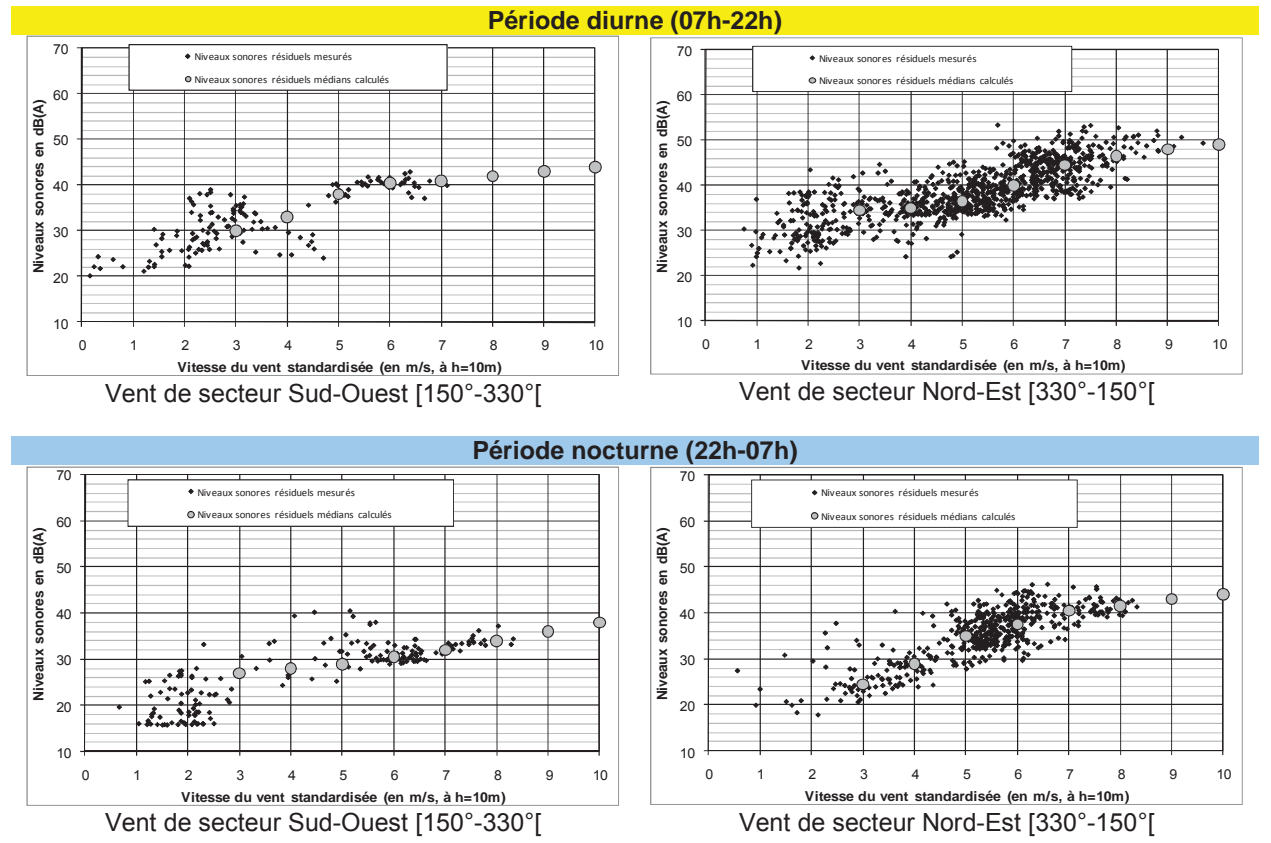 Période diurne (07h-22h)
Niveaux sonores en dB(A)
70
60
50
40
30
20
10
Niveaux sonores résiduels mesurés
Niveaux sonores résiduels médians calculés
0 1 2 3 4 5 6 7 8 9 10
Vitesse du vent standardisée (en m/s, à h=10m)
Vent de secteur Sud-Ouest [150°-330°[
Niveaux sonores en dB(A)
70
60
50
40
30
20
10
Niveaux sonores résiduels mesurés
Niveaux sonores résiduels médians calculés
0 1 2 3 4 5 6 7 8 9 10
Vitesse du vent standardisée (en m/s, à h=10m)
Vent de secteur Nord-Est [330°-150°[
Période nocturne (22h-07h)
Niveaux sonores en dB(A)
70
60
50
40
30
20
10
Niveaux sonores résiduels mesurés
Niveaux sonores résiduels médians calculés
0 1 2 3 4 5 6 7 8 9 10
Vitesse du vent standardisée (en m/s, à h=10m)
Vent de secteur Sud-Ouest [150°-330°[
Niveaux sonores en dB(A)
70
60
50
40
30
20
10
Niveaux sonores résiduels mesurés
Niveaux sonores résiduels médians calculés
0 1 2 3 4 5 6 7 8 9 10
Vitesse du vent standardisée (en m/s, à h=10m)
Vent de secteur Nord-Est [330°-150°[